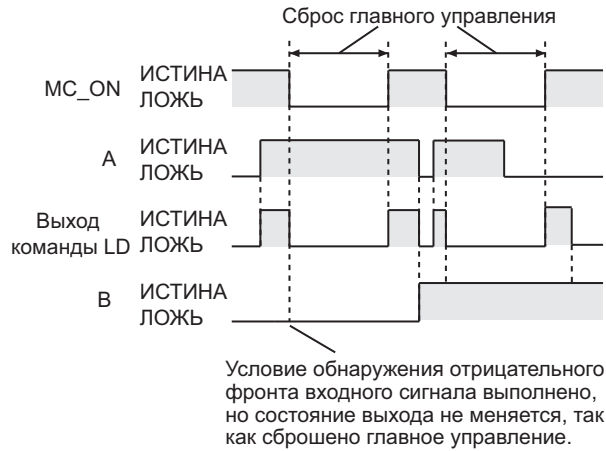 Сброс главного управления
MC_ON
ИСТИНА
ЛОЖЬ
A
ИСТИНА
ЛОЖЬ
Выход
команды LD
ИСТИНА
ЛОЖЬ
B
ИСТИНА
ЛОЖЬ
Условие обнаружения отрицательного
фронта входного сигнала выполнено,
но состояние выхода не меняется, так
как сброшено главное управление.